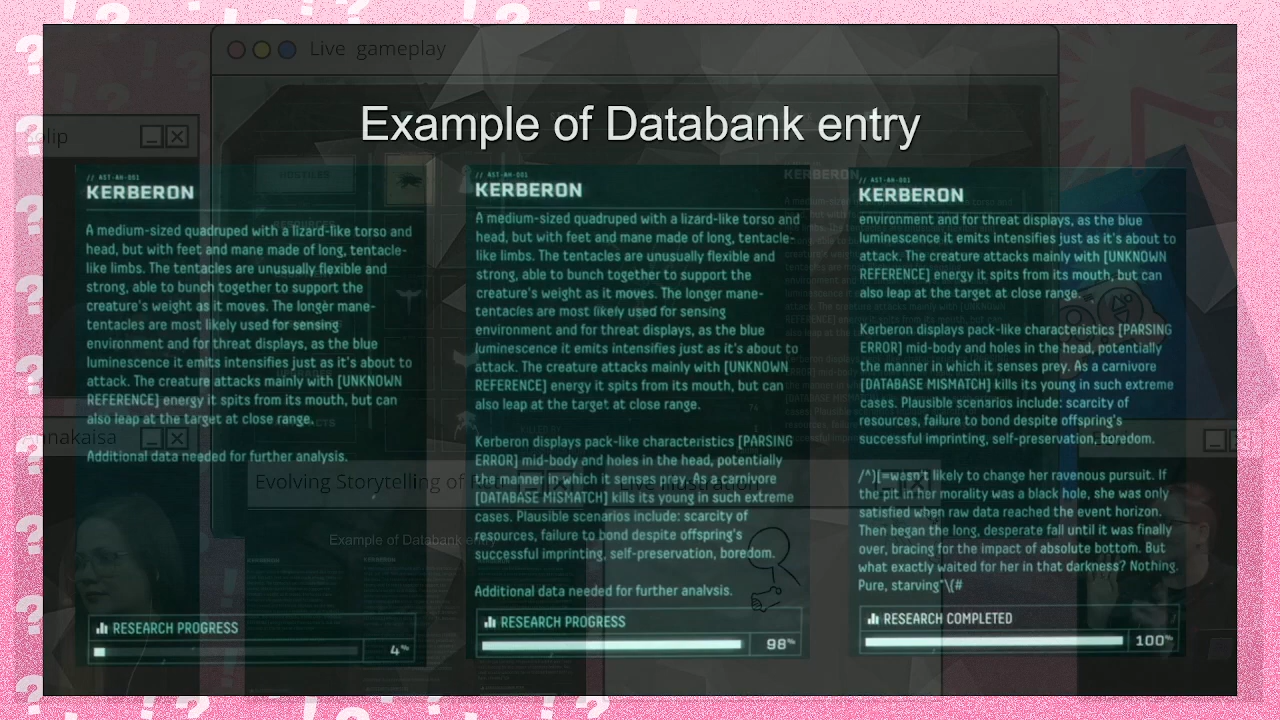 Live gameplay
Example of Databank entry
// AST-AH-001
KERBERON
A medium-sized quadruped with a lizard-like torso and
head, but with feet and mane made of long, tentacle-
like limbs. The tentacles are unusually flexible and
strong, able to bunch together to support the
creature's weight as it moves. The longer mane-
tentacles are most likely used for sensing
environment and for threat displays, as the blue
luminescence it emits intensifies just as it's about to
attack. The creature attacks mainly with [UNKNOWN
REFERENCE] energy it spits from its mouth, but can
also leap at the target at close range.
Additional data needed for further analysis.
RESEARCH PROGRESS
4%
// AST-AH-001
KERBERON
A medium-sized quadruped with a lizard-like torso and
head, but with feet and mane made of long, tentacle-
like limbs. The tentacles are unusually flexible and
strong, able to bunch together to support the
creature's weight as it moves. The longer mane-
tentacles are most likely used for sensing
environment and for threat displays, as the blue
luminescence it emits intensifies just as it's about to
attack. The creature attacks mainly with [UNKNOWN
REFERENCE] energy it spits from its mouth, but can
also leap at the target at close range.
Kerberon displays pack-like characteristics [PARSING
ERROR] mid-body and holes in the head, potentially
the manner in which it senses prey. As a carnivore
[DATABASE MISMATCH] kills its young in such extreme
cases. Plausible scenarios include: scarcity of
resources, failure to bond despite offspring's
successful imprinting, self-preservation, boredom.
Additional data needed for further analysis.
RESEARCH PROGRESS
98%
// AST-AH-001
KERBERON
environment and for threat displays, as the blue
luminescence it emits intensifies just as it's about to
attack. The creature attacks mainly with [UNKNOWN
REFERENCE] energy it spits from its mouth, but can
also leap at the target at close range.
Kerberon displays pack-like characteristics [PARSING
ERROR] mid-body and holes in the head, potentially
the manner in which it senses prey. As a carnivore
[DATABASE MISMATCH] kills its young in such extreme
cases. Plausible scenarios include: scarcity of
resources, failure to bond despite offspring's
successful imprinting, self-preservation, boredom.
/^)(=wasn't likely to change her ravenous pursuit. If
the pit in her morality was a black hole, she was only
satisfied when raw data reached the event horizon.
Then began the long, desperate fall until it was finally
over, bracing for the impact of absolute bottom. But
what exactly waited for her in that darkness? Nothing.
Pure, starving*\(#
RESEARCH COMPLETED
100%
Evolving Storytelling of
Live illustration
Example of Databank entry
KERBERON